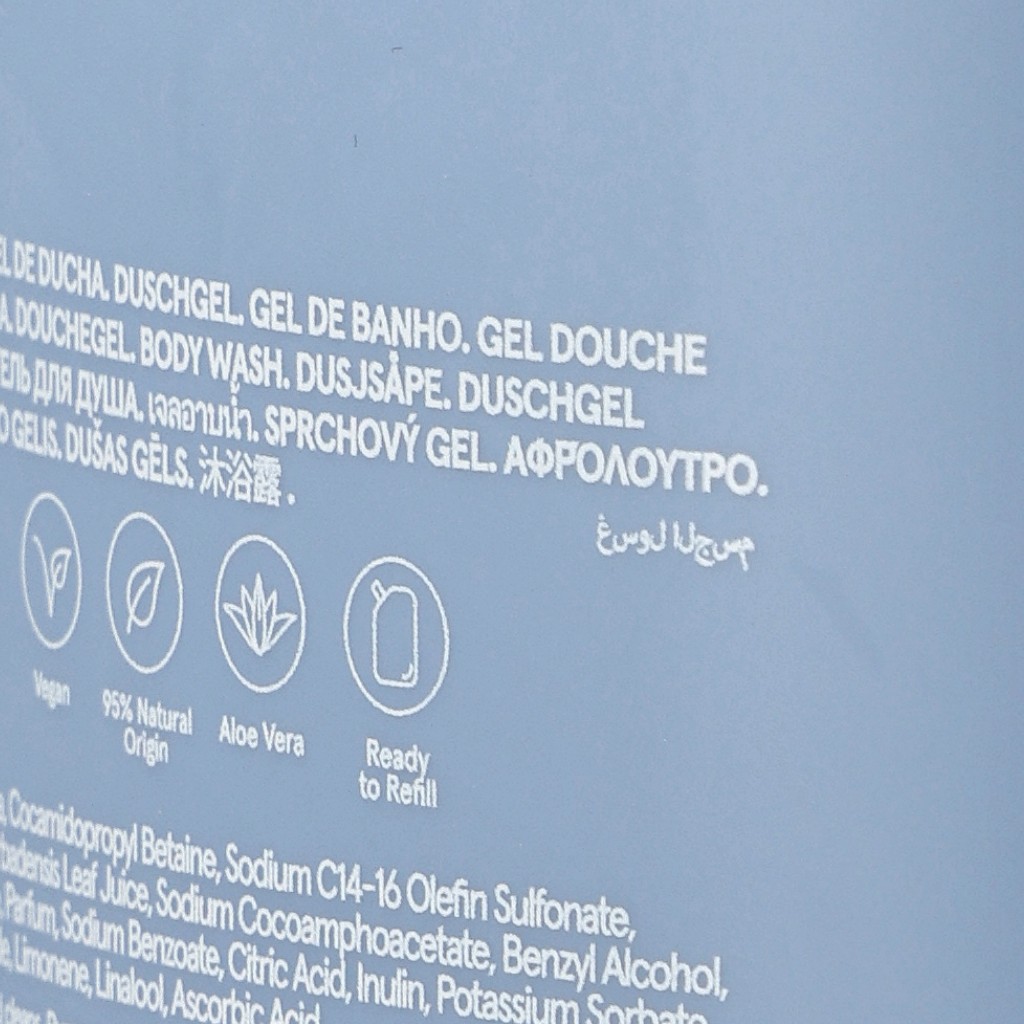 DE DUCHA. DUSCHGEL. GEL DE BANHO. GEL DOUCHE
DOUCHEGEL. BODY WASH. DUSJSÅPE. DUSCHGEL
ДЛЯ ДУША. เจลอาบน้ำ. SPRCHOVÝ GEL. ΑΦΡΟΛΟΥΤΡΟ.
GELIS. DUŠAS GĒLS. 沐浴露.
غسول الجسم
Vegan
95% Natural
Origin
Aloe Vera
Ready
to Refill
Cocamidopropyl Betaine, Sodium C14-16 Olefin Sulfonate,
Leaf Juice, Sodium Cocoamphoacetate, Benzyl Alcohol,
Parfum, Sodium Benzoate, Citric Acid, Inulin, Potassium Sorbate
Limonene, Linalool, Ascorbic Acid